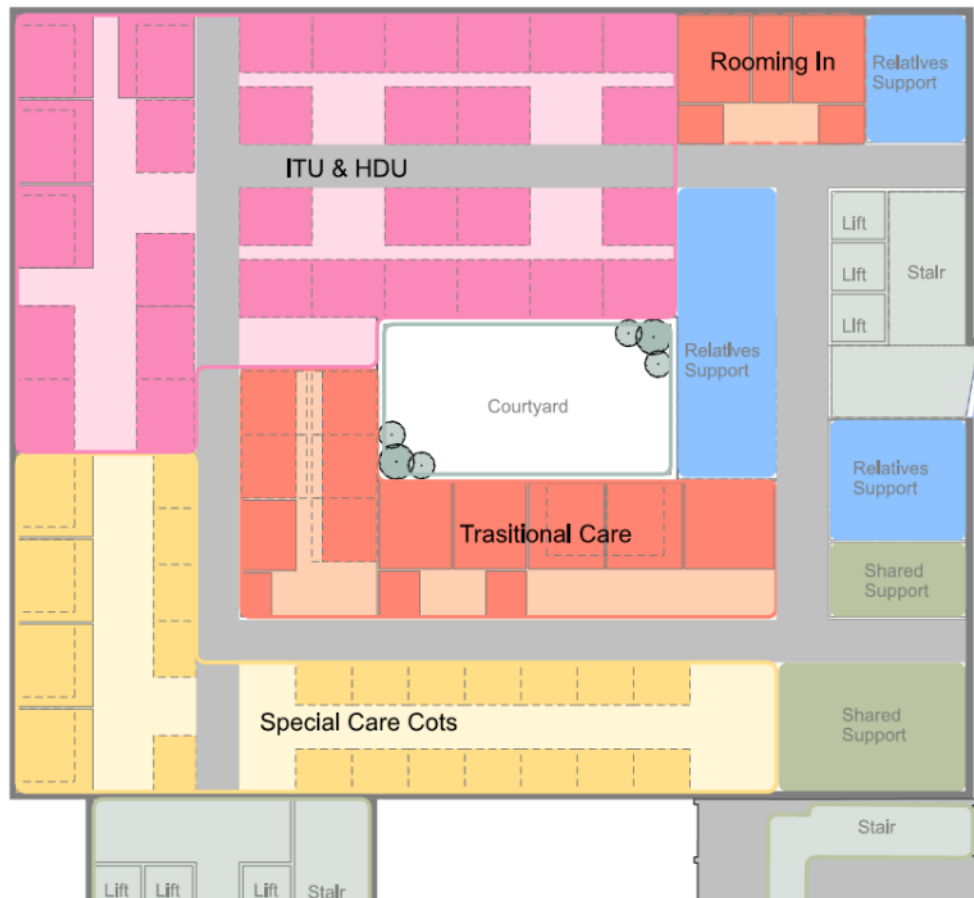 Rooming In
Relatives
Support
ITU & HDU
Lift
LIft
LIft
Stair
Relatives
Support
Courtyard
Relatives
Support
Trasitional Care
Shared
Support
Special Care Cots
Shared
Support
Stair
Lift
Lift
Lift
Stair